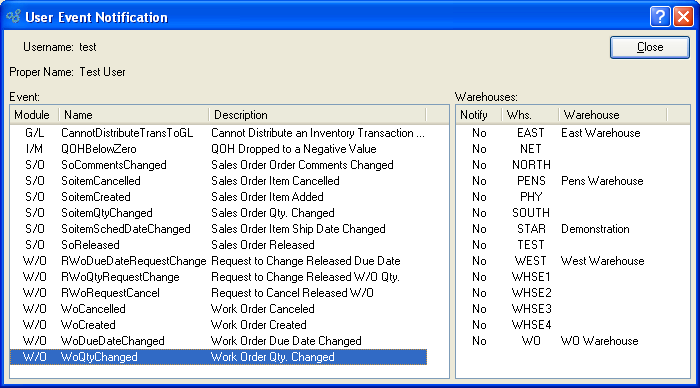 User Event Notification
Username: test
Close
Proper Name: Test User
Event:
Module Name Description
G/L CannotDistributeTransToGL Cannot Distribute an Inventory Transaction ...
I/M QOHBelowZero QOH Dropped to a Negative Value
S/O SoCommentsChanged Sales Order Order Comments Changed
S/O SoitemCancelled Sales Order Item Cancelled
S/O SoitemCreated Sales Order Item Added
S/O SoitemQtyChanged Sales Order Qty. Changed
S/O SoitemSchedDateChanged Sales Order Item Ship Date Changed
S/O SoReleased Sales Order Released
W/O RWoDueDateRequestChange Request to Change Released Due Date
W/O RWoQtyRequestChange Request to Change Released W/O Qty.
W/O RWoRequestCancel Request to Cancel Released W/O
W/O WoCancelled Work Order Canceled
W/O WoCreated Work Order Created
W/O WoDueDateChanged Work Order Due Date Changed
W/O WoQtyChanged Work Order Qty. Changed
Warehouses:
Notify Whs. Warehouse
No EAST East Warehouse
No NET
No NORTH
No PENS Pens Warehouse
No PHY
No SOUTH
No STAR Demonstration
No TEST
No WEST West Warehouse
No WHSE1
No WHSE2
No WHSE3
No WHSE4
No WO WO Warehouse